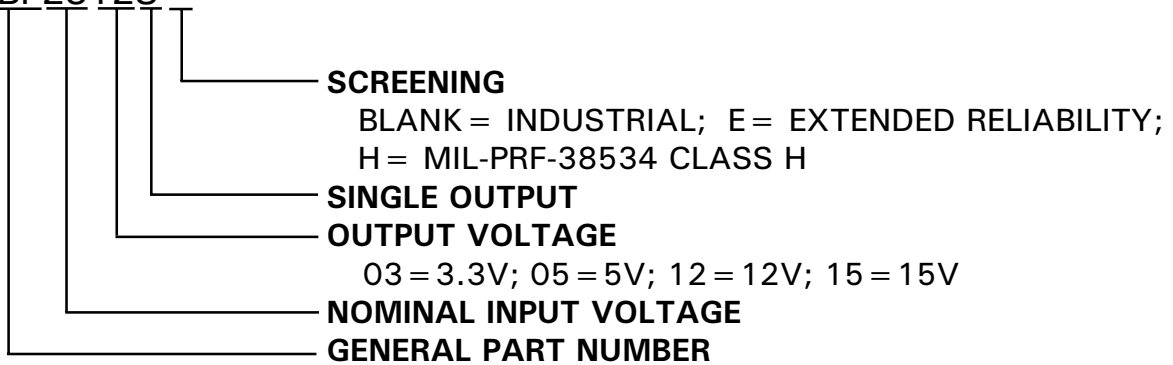 SCREENING
BLANK = INDUSTRIAL; E = EXTENDED RELIABILITY;
H = MIL-PRF-38534 CLASS H
SINGLE OUTPUT
OUTPUT VOLTAGE
03=3.3V; 05=5V; 12=12V; 15=15V
NOMINAL INPUT VOLTAGE
GENERAL PART NUMBER